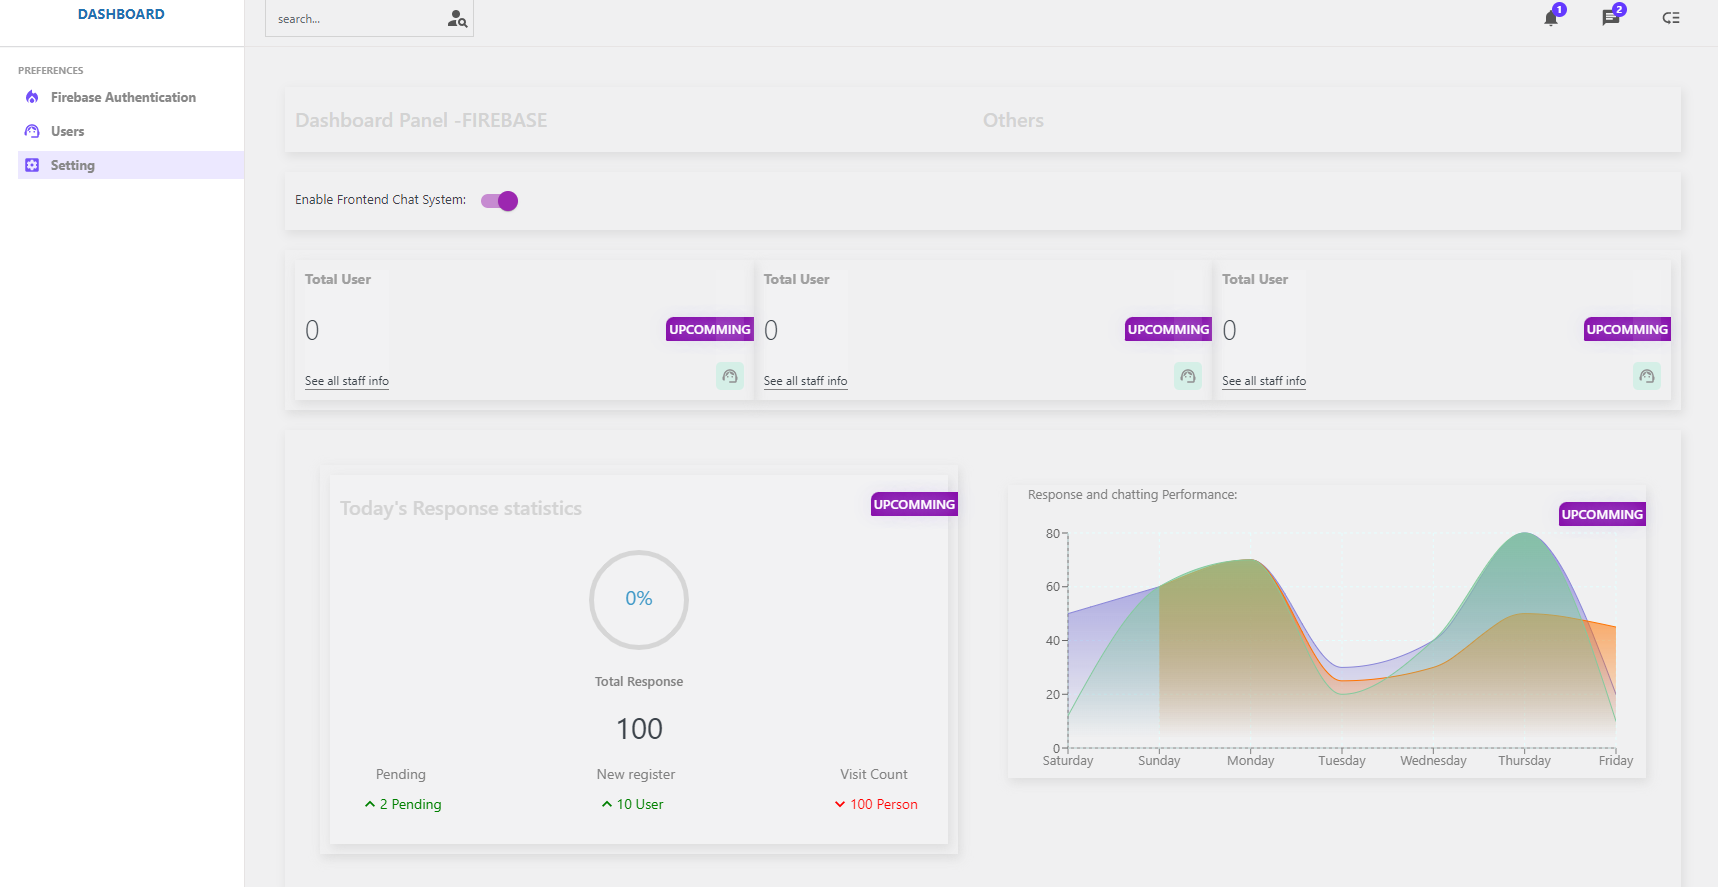 DASHBOARD
search...
1
2
PREFERENCES
Firebase Authentication
Users
Setting
Dashboard Panel -FIREBASE
Others
Enable Frontend Chat System:
Total User
0
UPCOMMING
See all staff info
Total User
0
UPCOMMING
See all staff info
Total User
0
UPCOMMING
See all staff info
Today's Response statistics
UPCOMMING
0%
Total Response
100
Pending
2 Pending
New register
10 User
Visit Count
100 Person
Response and chatting Performance:
UPCOMMING
80
60
40
20
0
Saturday Sunday Monday Tuesday Wednesday Thursday Friday